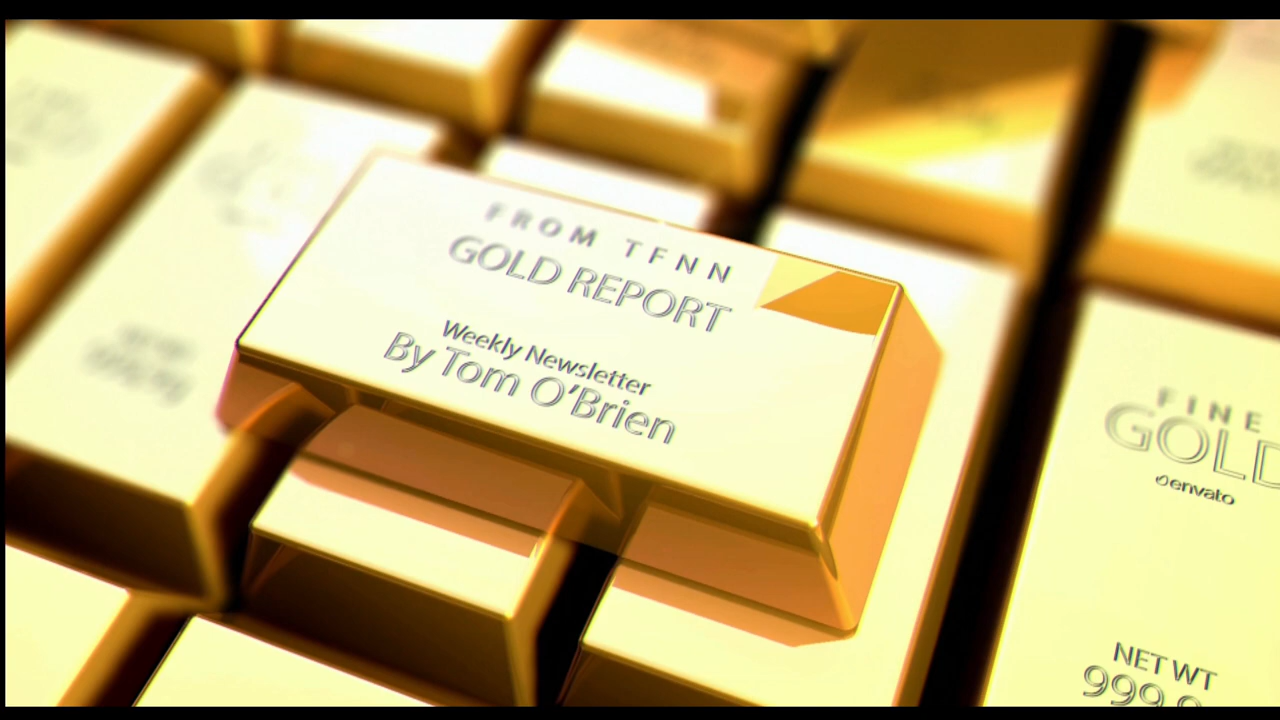 FROM TFNN
GOLD REPORT
Weekly Newsletter
By Tom O'Brien
FINE
GOLD
envato
NET WT